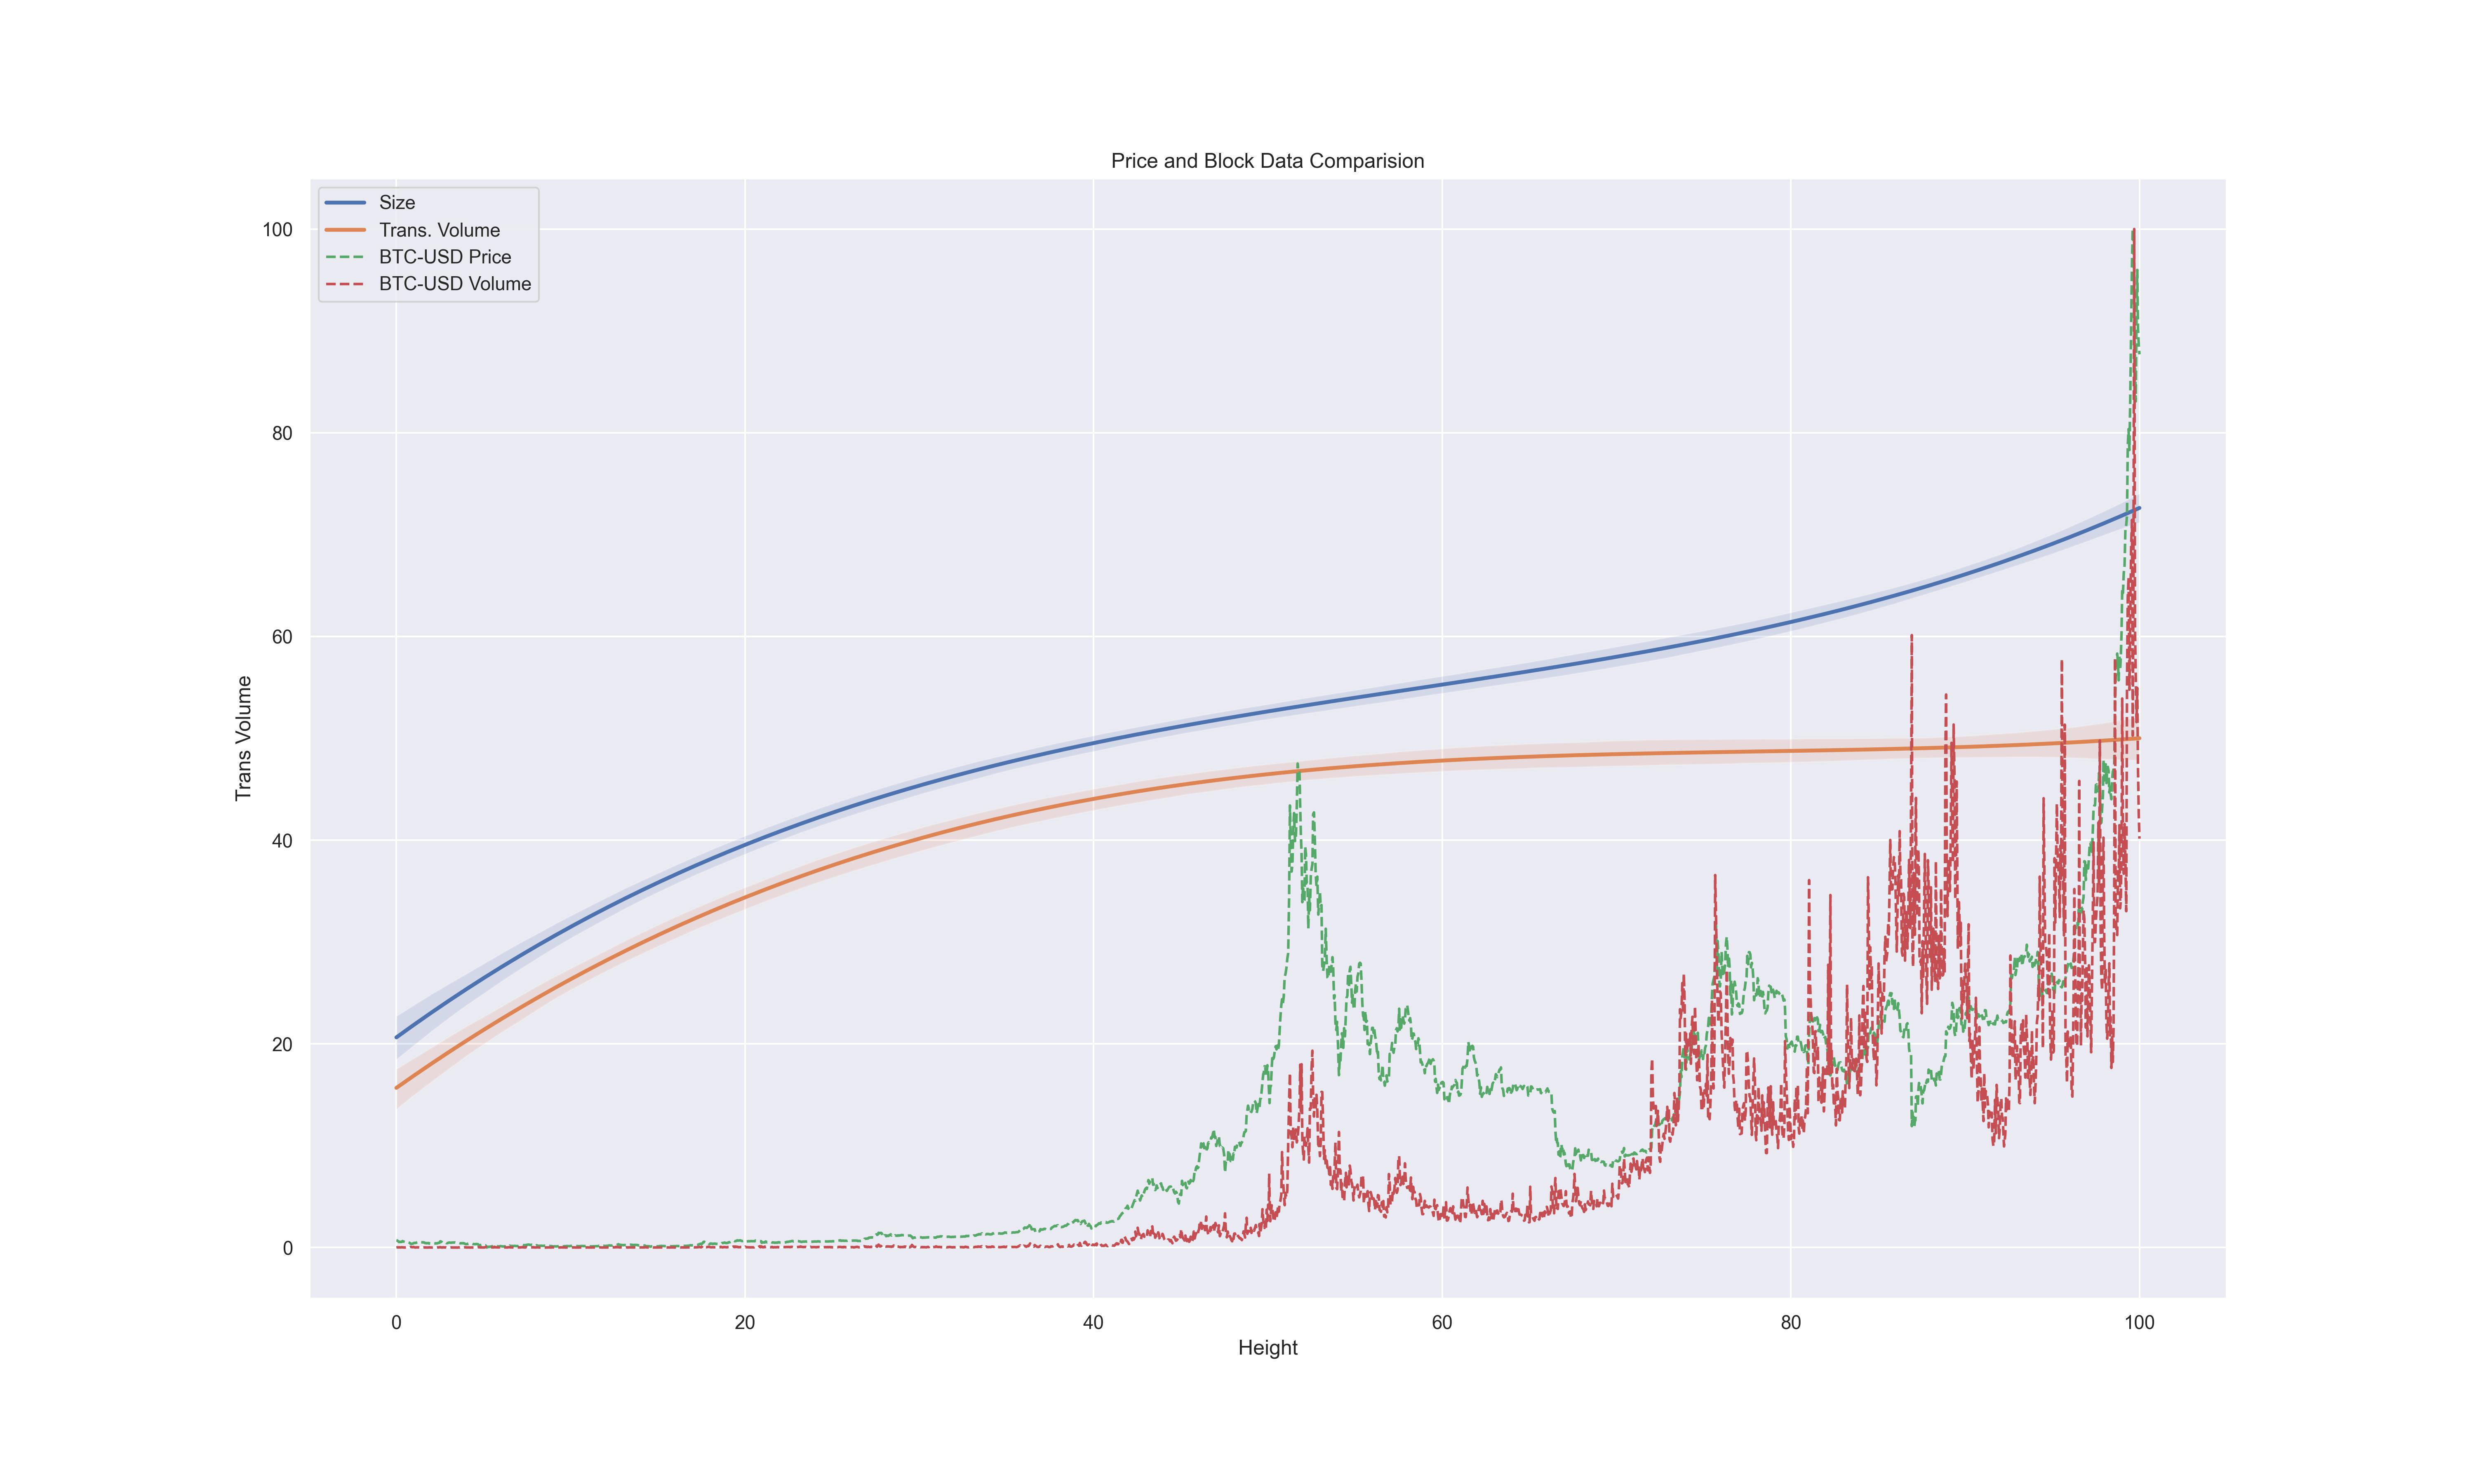 Price and Block Data Comparision
Size
Trans. Volume
BTC-USD Price
BTC-USD Volume
100
80
60
40
20
0
Trans Volume
0 20 40 60 80 100
Height